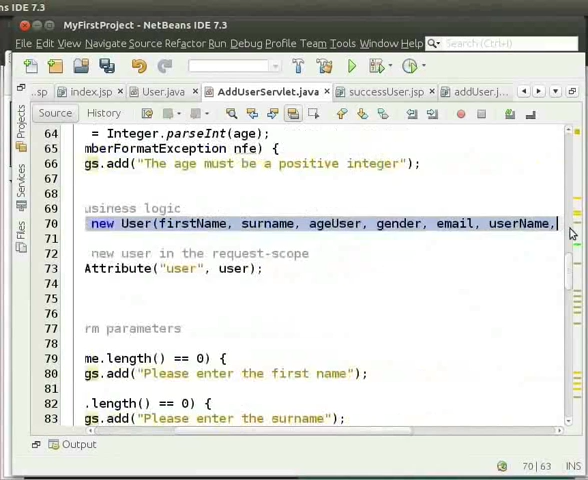 ns IDE 7.3
MyFirstProject - NetBeans IDE 7.3
File Edit View Navigate Source Refactor Run Debug Profile Team Tools Window Help Search (Ctrl+I)
..sp index.jsp User.java AddUserServlet.java successUser.jsp addUser.j...
Source History
Projects
Services
Files
64 = Integer.parseInt(age);
65 mberFormatException nfe) {
66 gs.add("The age must be a positive integer");
67
68
69 usiness logic
70 new User(firstName, surname, ageUser, gender, email, userName,
71
72 new user in the request-scope
73 Attribute("user", user);
74
75
76
77 rm parameters
78
79 me.length() == 0) {
80 gs.add("Please enter the first name");
81
82 .length() == 0) {
83 gs.add("Please enter the surname");
Output
70|63 INS